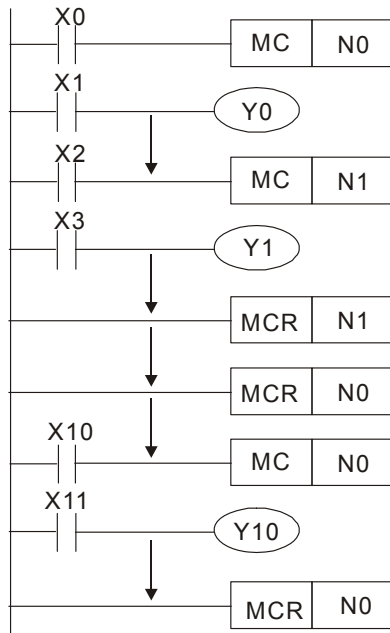 X0
MC N0
X1
Y0
X2
MC N1
X3
Y1
MCR N1
MCR N0
X10
MC N0
X11
Y10
MCR N0